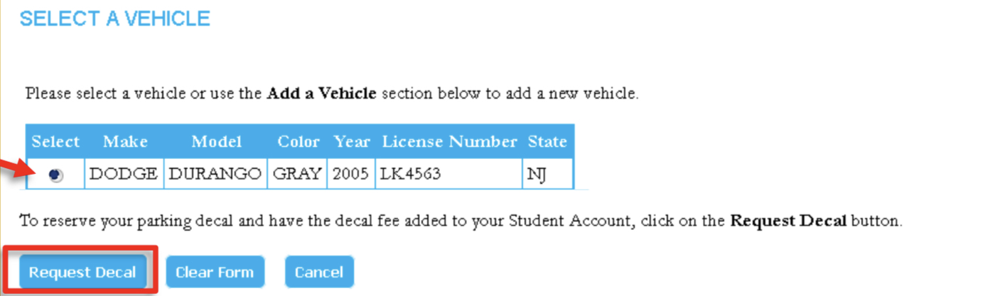 SELECT A VEHICLE
Please select a vehicle or use the Add a Vehicle section below to add a new vehicle.
Select Make Model Color Year License Number State
DODGE DURANGO GRAY 2005 LK4563 NJ
To reserve your parking decal and have the decal fee added to your Student Account, click on the Request Decal button.
Request Decal Clear Form Cancel